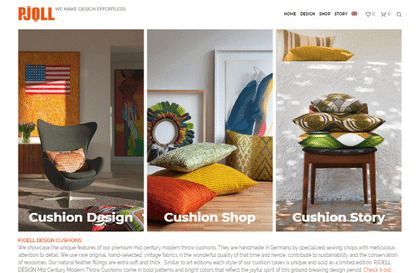 PJOLL WE MAKE DESIGN EFFORTLESS
HOME DESIGN SHOP STORY 0 0
Cushion Design
Cushion Shop
Cushion Story
PJOLL DESIGN CUSHIONS
We showcase the unique features of our premium mid century modern throw cushions. They are handmade in Germany by specialized sewing shops with meticulous
attention to detail. We use rare original, hand-selected, vintage fabrics in the wonderful quality of that time and hence, contribute to sustainability and the conservation
of resources. Our natural feather fillings are extra soft and thick. Similar to art editions each style of our cushion cases is unique and sold as a limited edition. PJOLL
DESIGN Mid Century Modern Throw Cushions come in bold patterns and bright colors that reflect the joyful spirit of this ground breaking design period. Check it out